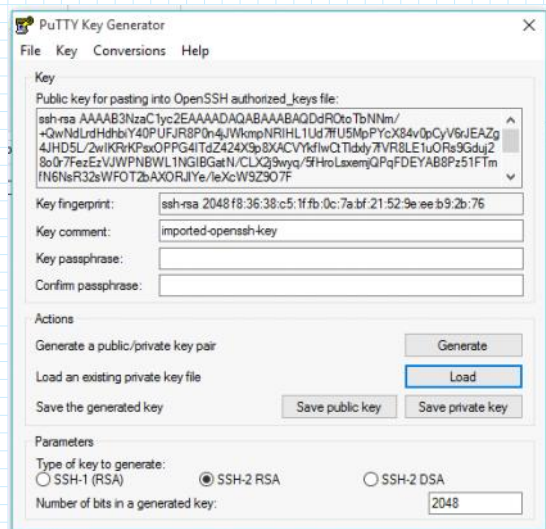 PuTTY Key Generator
File Key Conversions Help
Key
Public key for pasting into OpenSSH authorized_keys file:
ssh-rsa AAAAB3NzaC1yc2EAAAADAQABAAABAQDdROtoTbNNm/
+QwNdLrdHdhbiY40PUFJR8P0n4jJWkmpNRIHL1Ud7ffU5MpPYcX84v0pCyV6rJEAZg
4JHD5L/2wIKRrKPsxOPPG4ITdZ424X9p8XACVYkflwCtTldxly7fVR8LE1uORs9Gduj2
8o0r7FezEzVJWPNBWL1NGIBGatN/CLX2j9wyq/5fHroLsxemjQPqFDEYAB8Pz51FTm
fN6NsR32sWFOT2bAXORJIYe/IeXcW9Z9O7F
Key fingerprint: ssh-rsa 2048 f8:36:38:c5:1f:fb:0c:7a:bf:21:52:9e:ee:b9:2b:76
Key comment: imported-openssh-key
Key passphrase:
Confirm passphrase:
Actions
Generate a public/private key pair Generate
Load an existing private key file Load
Save the generated key Save public key Save private key
Parameters
Type of key to generate:
SSH-1 (RSA) SSH-2 RSA SSH-2 DSA
Number of bits in a generated key: 2048